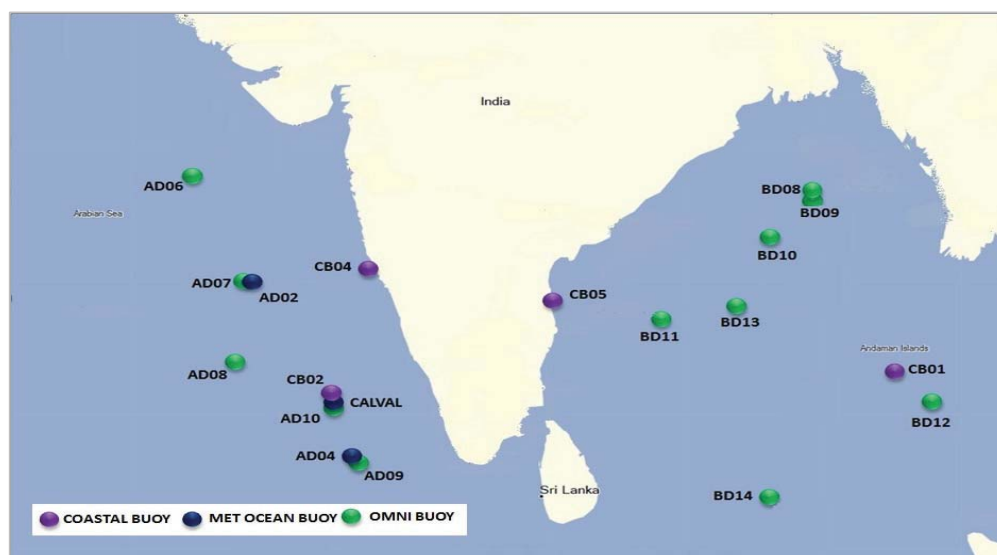 India
AD06
BD08
BD09
Arabian Sea
BD10
CB04
AD07
AD02
CB05
BD13
BD11
Andaman Islands
AD08
CB01
CB02
CALVAL
AD10
BD12
AD04
AD09
Sri Lanka
BD14
COASTAL BUOY MET OCEAN BUOY OMNI BUOY